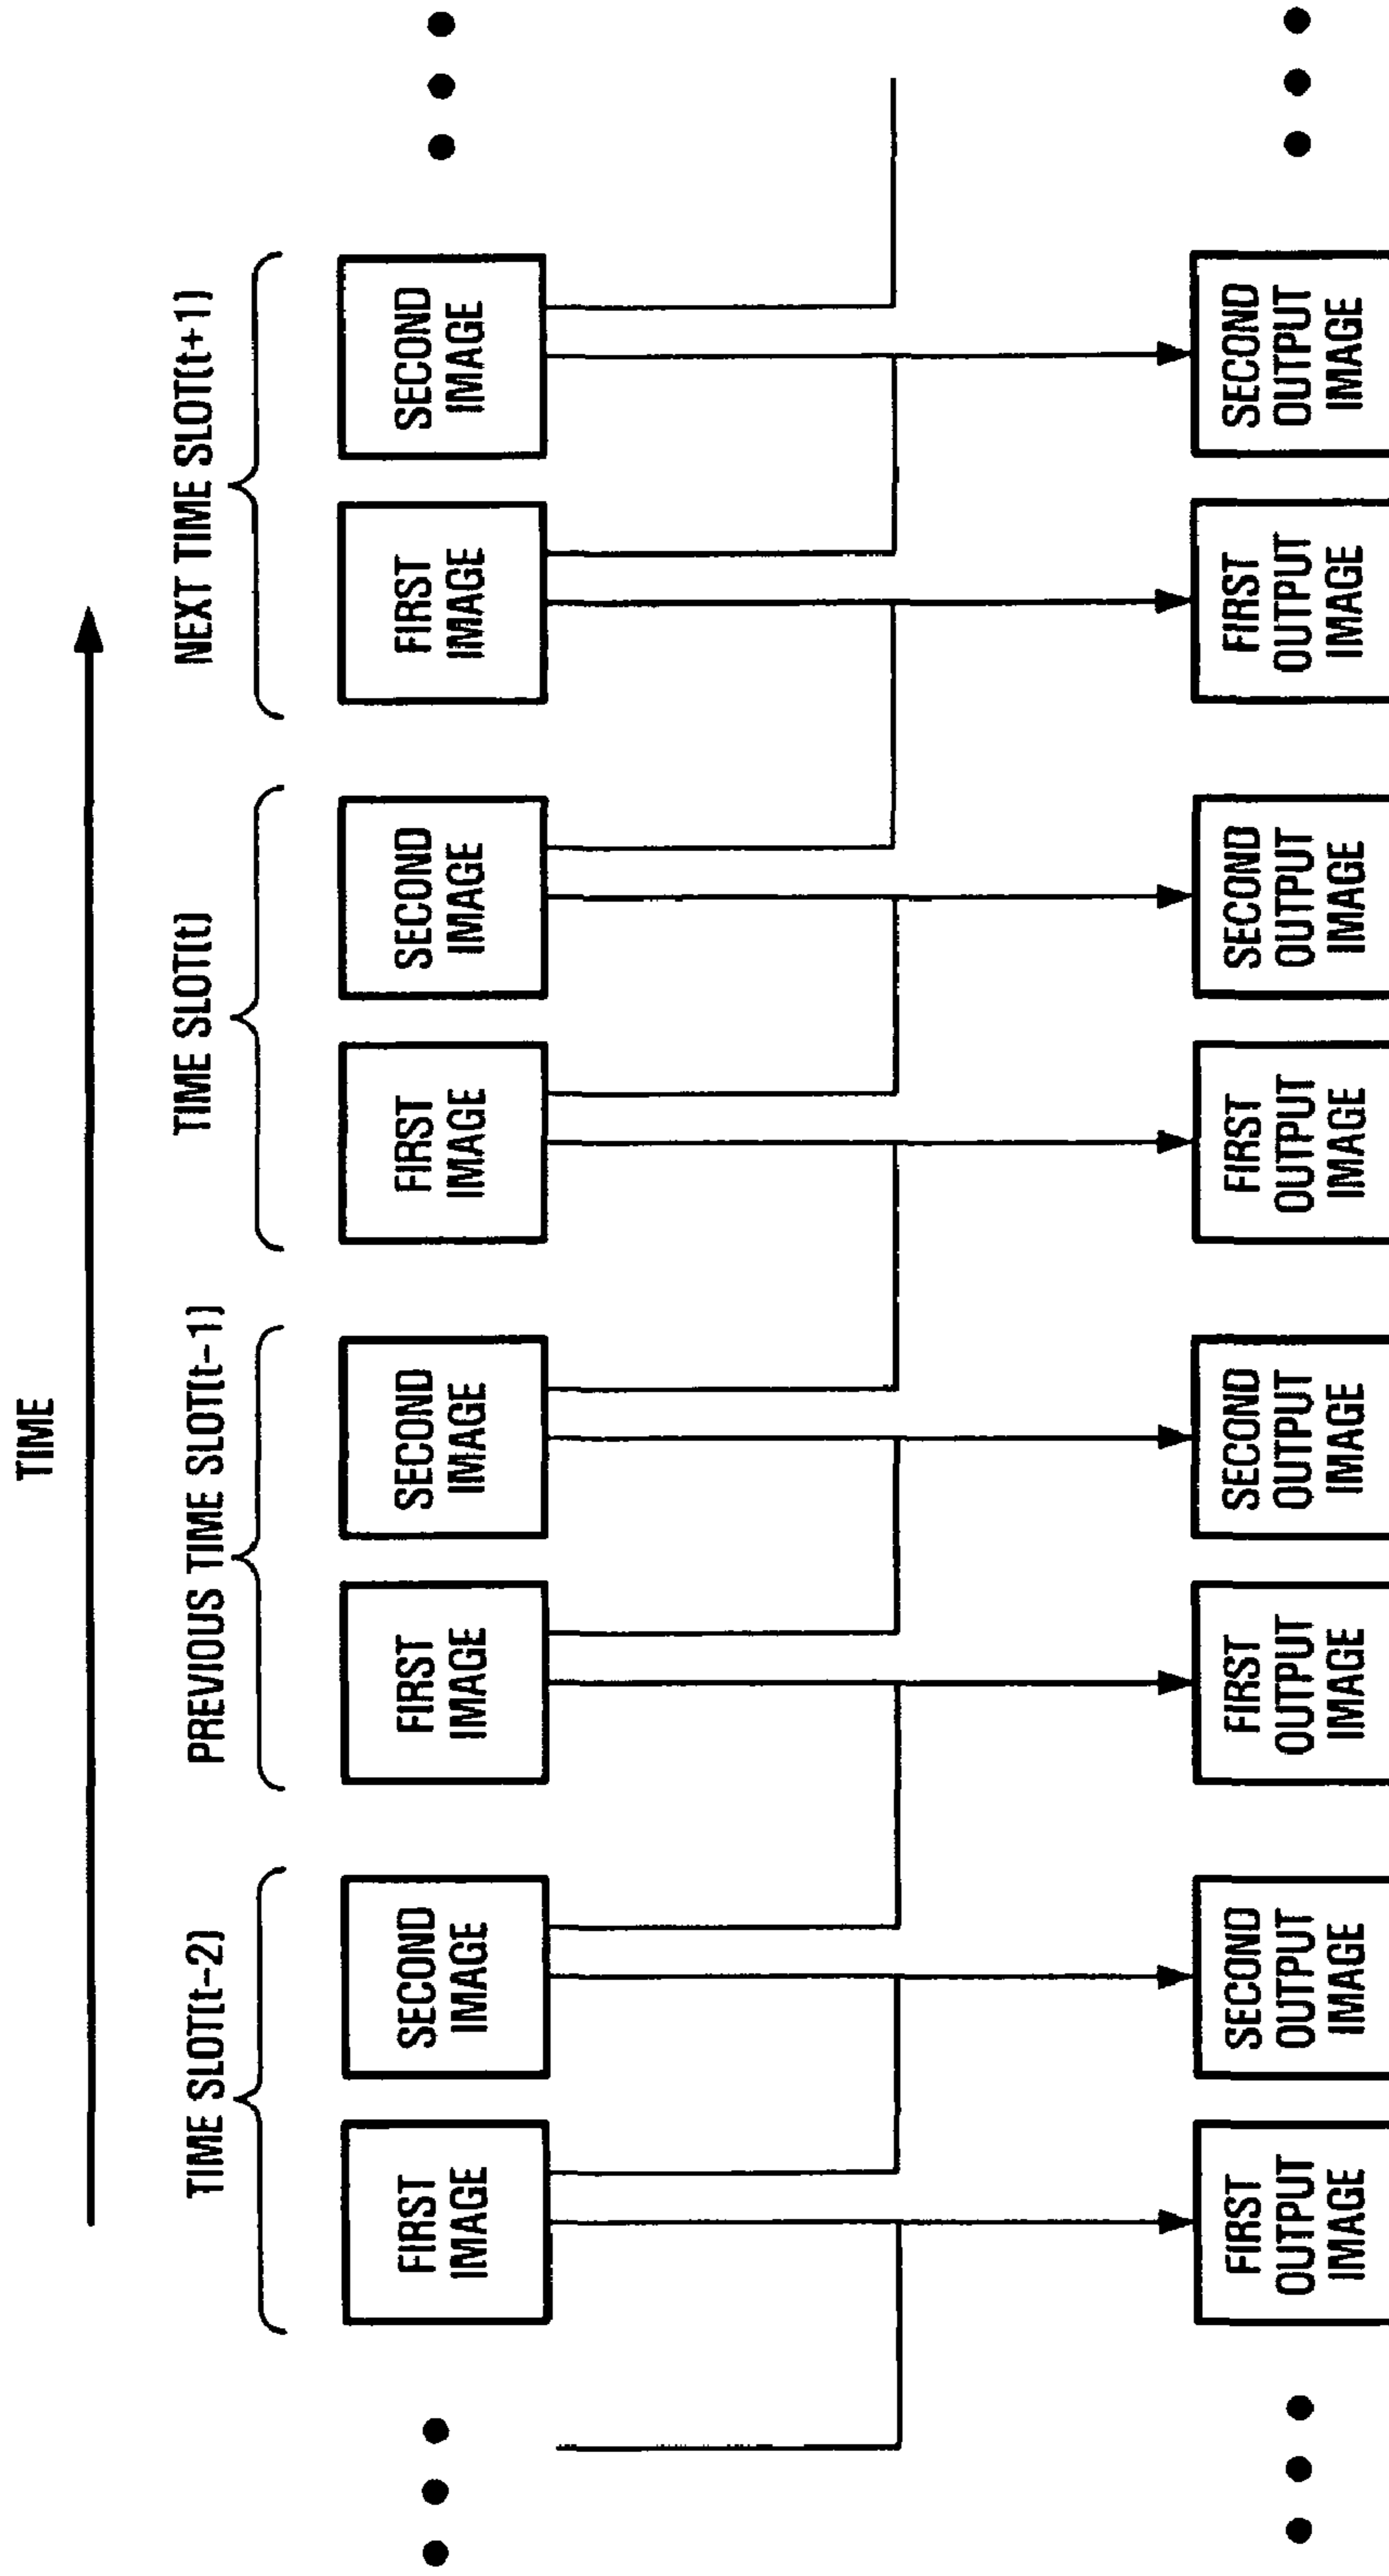 TIME
TIME SLOT(t-2)
PREVIOUS TIME SLOT(t-1)
TIME SLOT(t)
NEXT TIME SLOT(t+1)
FIRST
IMAGE
SECOND
IMAGE
FIRST
IMAGE
SECOND
IMAGE
FIRST
IMAGE
SECOND
IMAGE
FIRST
IMAGE
SECOND
IMAGE
FIRST
OUTPUT
IMAGE
SECOND
OUTPUT
IMAGE
FIRST
OUTPUT
IMAGE
SECOND
OUTPUT
IMAGE
FIRST
OUTPUT
IMAGE
SECOND
OUTPUT
IMAGE
FIRST
OUTPUT
IMAGE
SECOND
OUTPUT
IMAGE